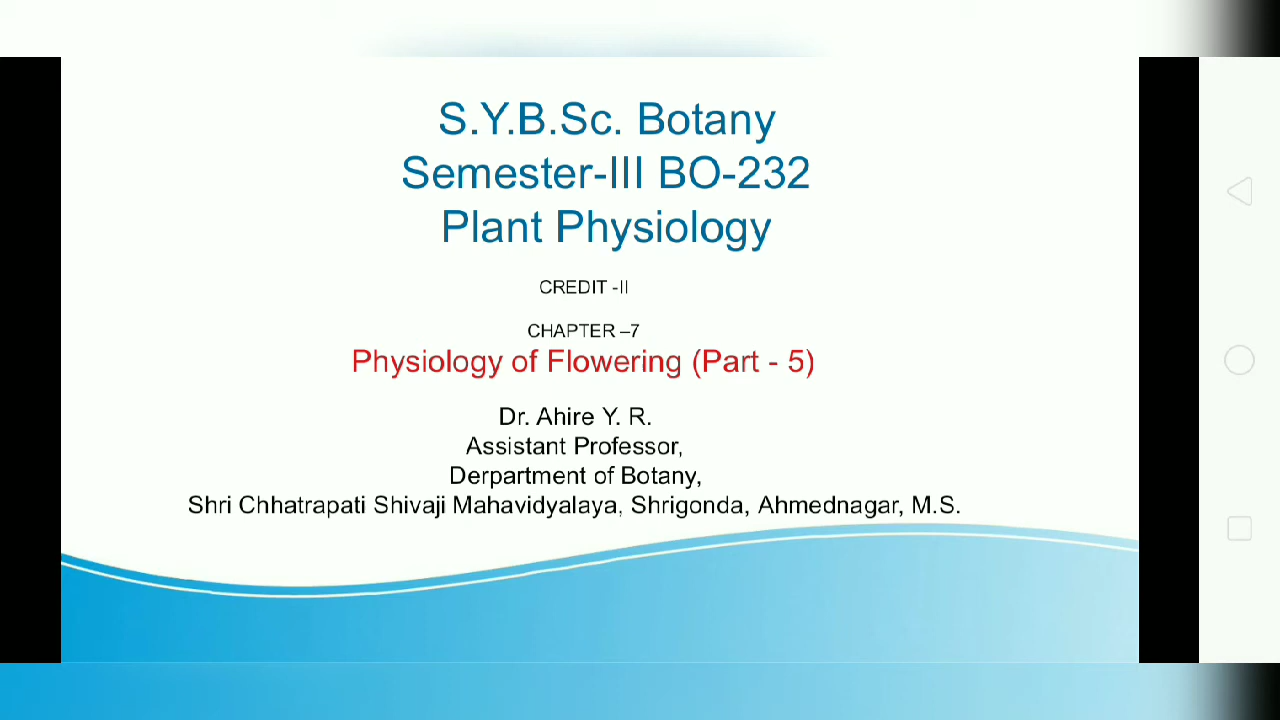 S.Y.B.Sc. Botany
Semester-III BO-232
Plant Physiology
CREDIT -II
CHAPTER –7
Physiology of Flowering (Part - 5)
Dr. Ahire Y. R.
Assistant Professor,
Derpartment of Botany,
Shri Chhatrapati Shivaji Mahavidyalaya, Shrigonda, Ahmednagar, M.S.